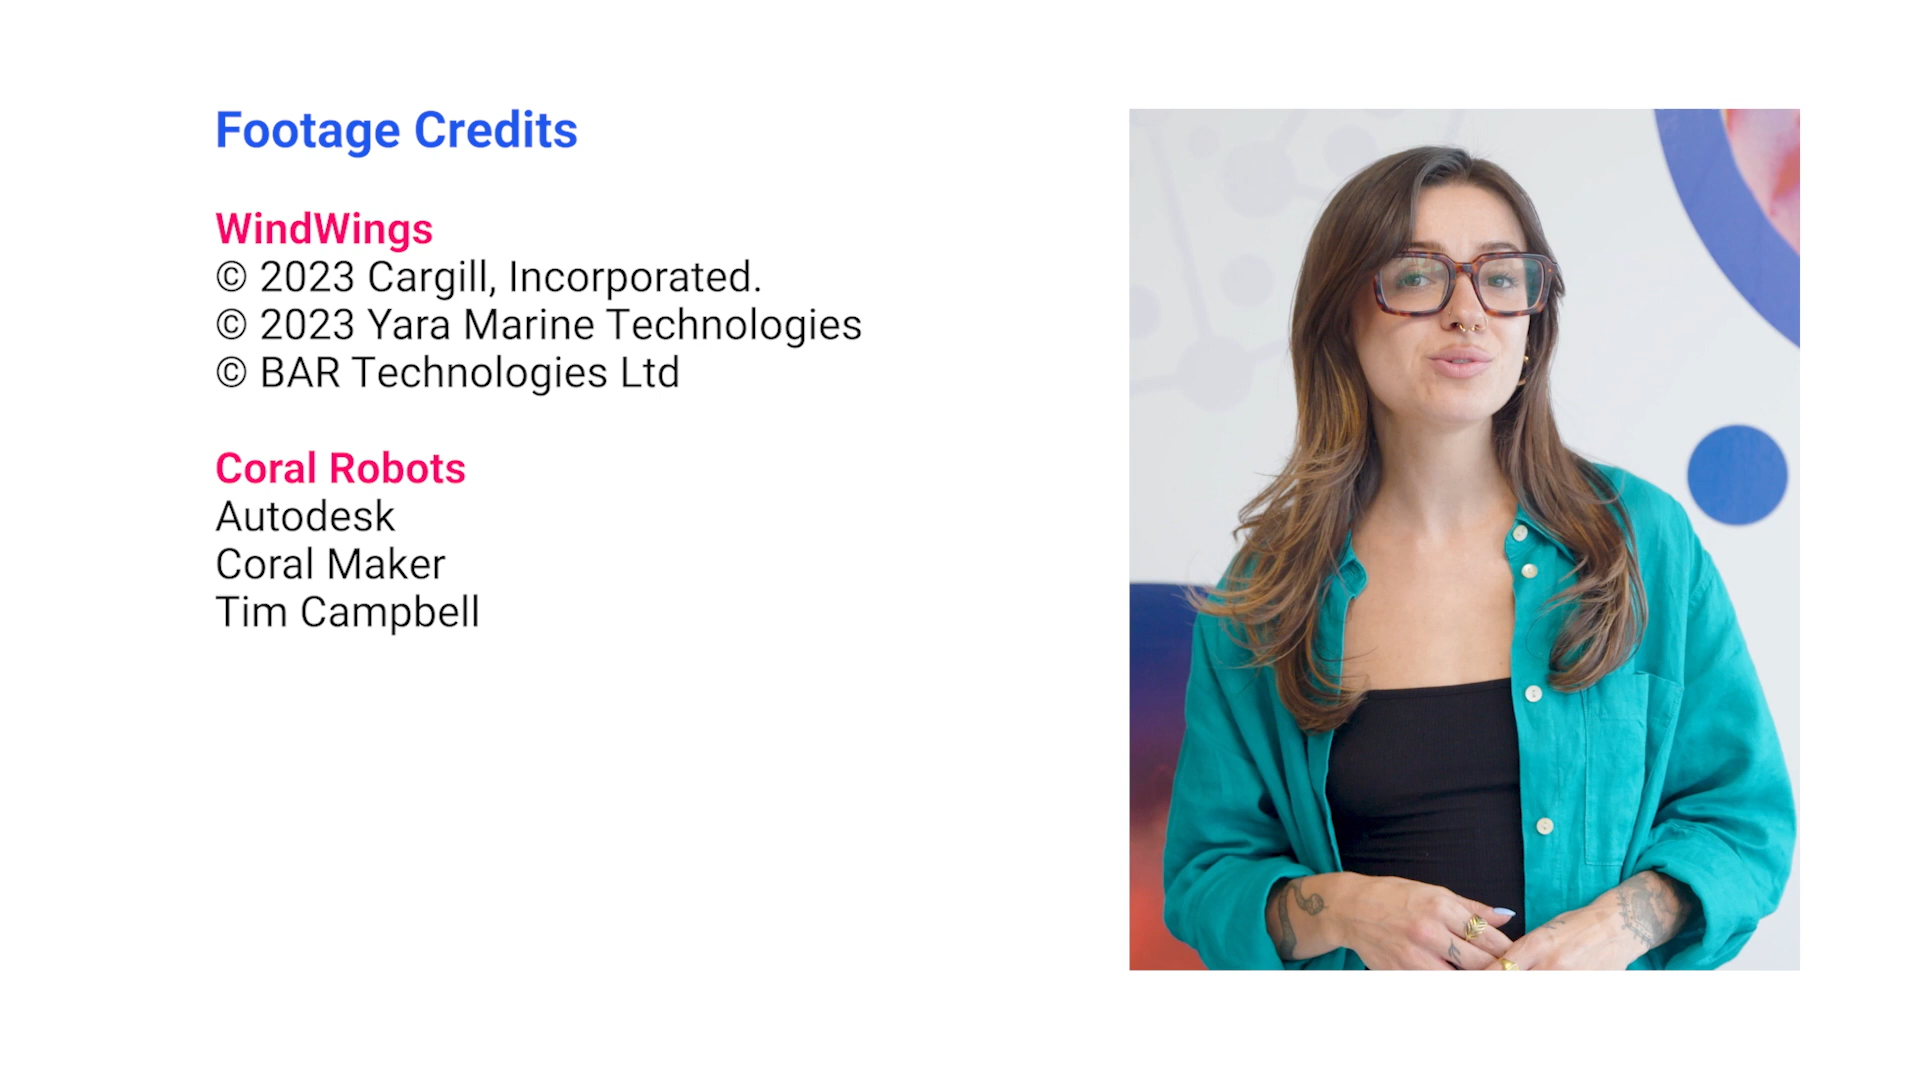 Footage Credits
WindWings
© 2023 Cargill, Incorporated.
© 2023 Yara Marine Technologies
© BAR Technologies Ltd
Coral Robots
Autodesk
Coral Maker
Tim Campbell